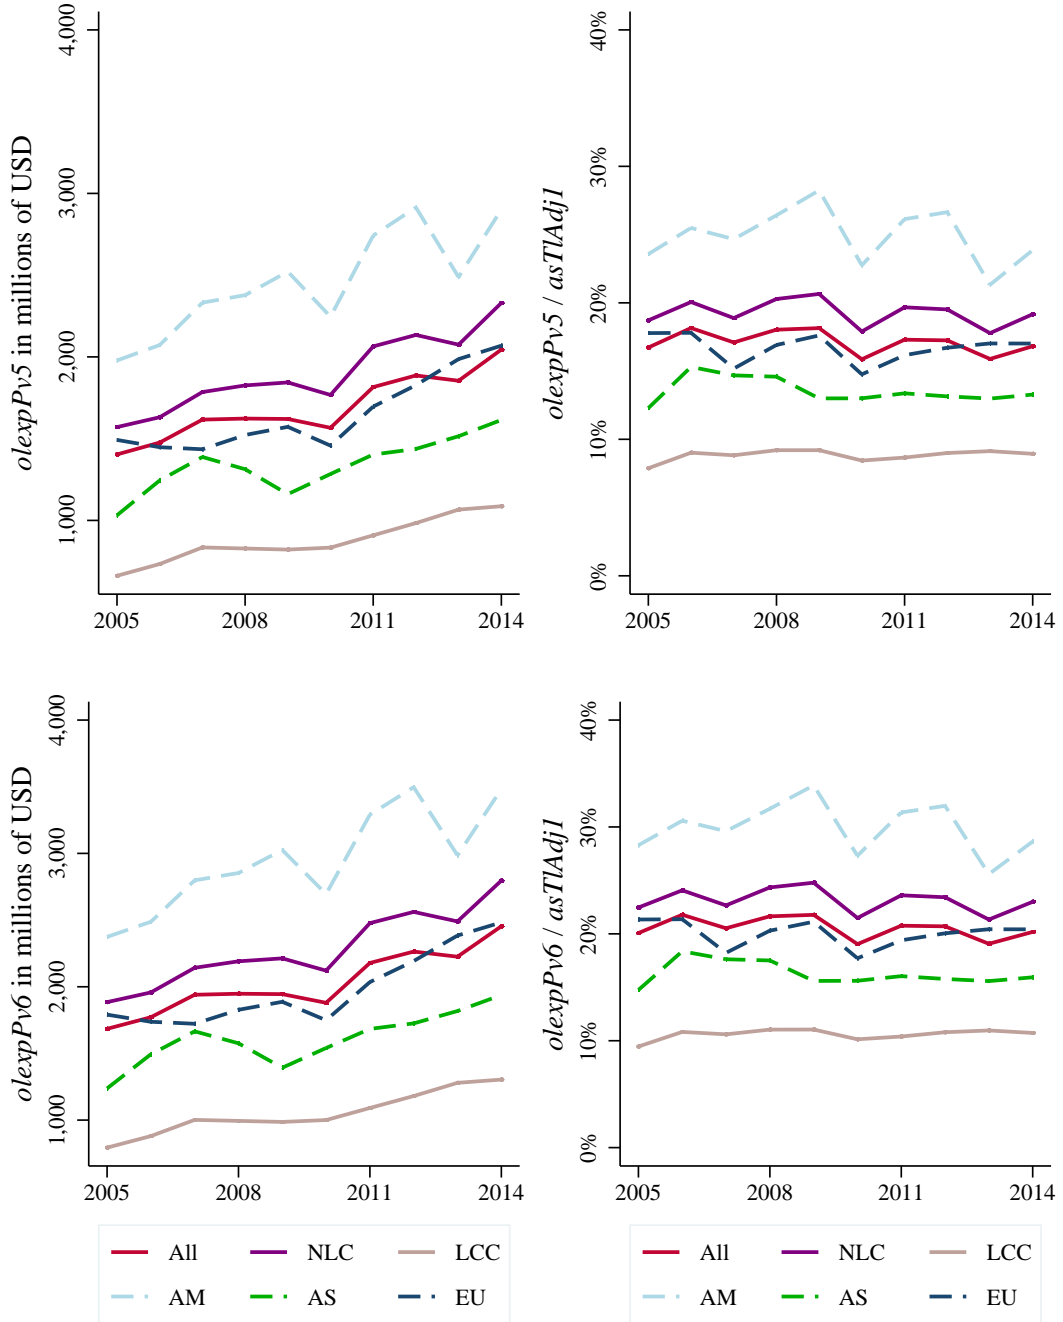 olexpPv5 in millions of USD
4,000
3,000
2,000
1,000
2005 2008 2011 2014
olexpPv5 / asTlAdj1
40%
30%
20%
10%
0%
2005 2008 2011 2014
olexpPv6 in millions of USD
4,000
3,000
2,000
1,000
2005 2008 2011 2014
olexpPv6 / asTlAdj1
40%
30%
20%
10%
0%
2005 2008 2011 2014
All NLC LCC
AM AS EU
All NLC LCC
AM AS EU